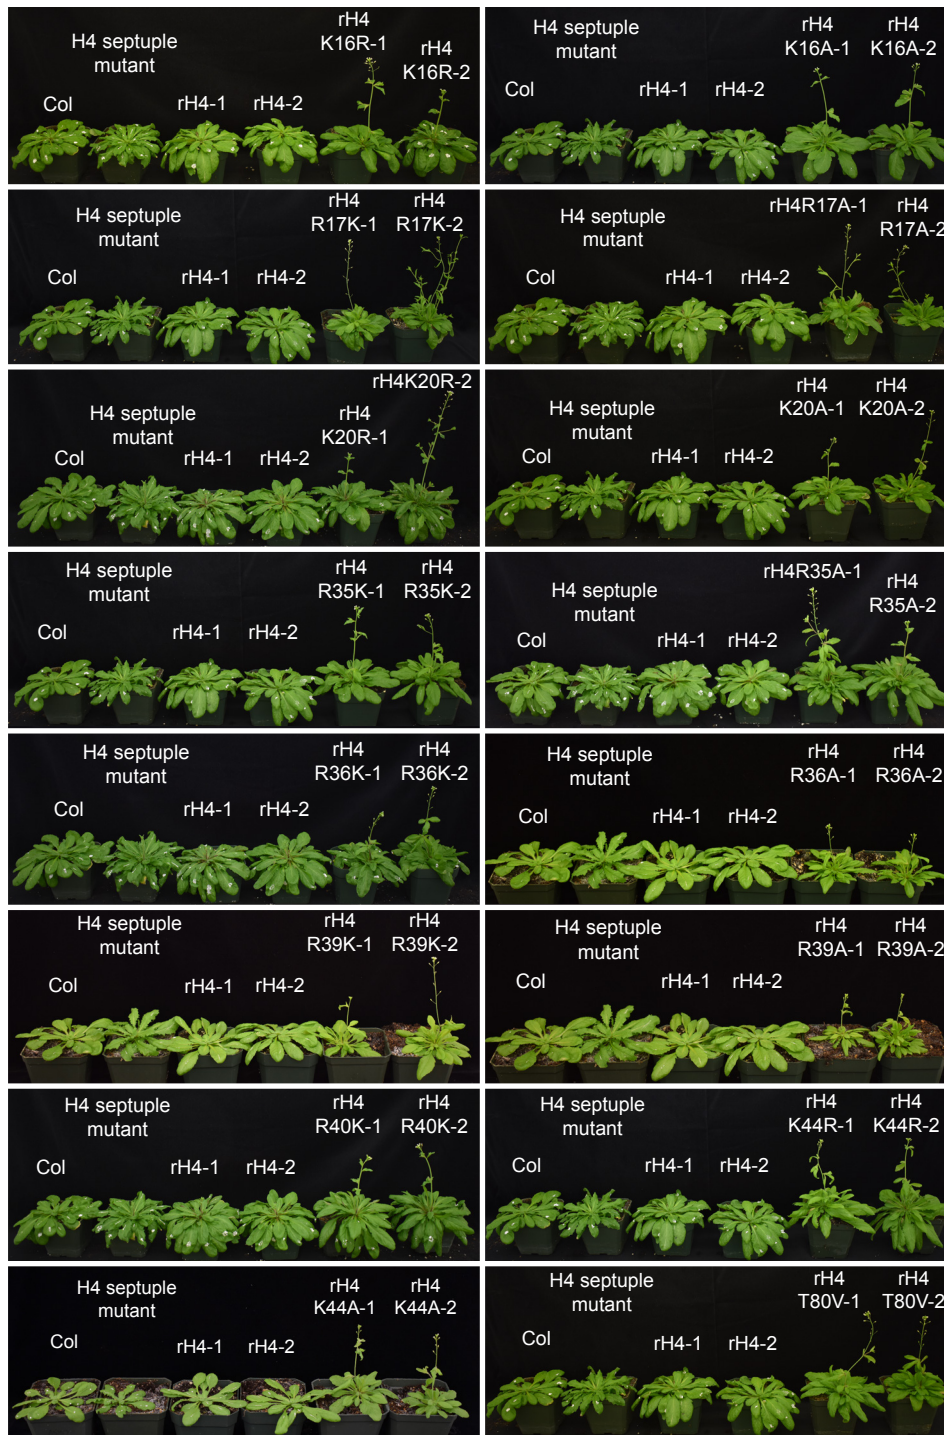 H4 septuple
mutant
Col
rH4-1
rH4-2
rH4
K16R-1
rH4
K16R-2
H4 septuple
mutant
Col
rH4-1
rH4-2
rH4
K16A-1
rH4
K16A-2
H4 septuple
mutant
Col
rH4-1
rH4-2
rH4
R17K-1
rH4
R17K-2
H4 septuple
mutant
Col
rH4-1
rH4-2
rH4R17A-1
rH4
R17A-2
H4 septuple
mutant
Col
rH4-1
rH4-2
rH4
K20R-1
rH4K20R-2
H4 septuple
mutant
Col
rH4-1
rH4-2
rH4
K20A-1
rH4
K20A-2
H4 septuple
mutant
Col
rH4-1
rH4-2
rH4
R35K-1
rH4
R35K-2
H4 septuple
mutant
Col
rH4-1
rH4-2
rH4R35A-1
rH4
R35A-2
H4 septuple
mutant
Col
rH4-1
rH4-2
rH4
R36K-1
rH4
R36K-2
H4 septuple
mutant
Col
rH4-1
rH4-2
rH4
R36A-1
rH4
R36A-2
H4 septuple
mutant
Col
rH4-1
rH4-2
rH4
R39K-1
rH4
R39K-2
H4 septuple
mutant
Col
rH4-1
rH4-2
rH4
R39A-1
rH4
R39A-2
H4 septuple
mutant
Col
rH4-1
rH4-2
rH4
R40K-1
rH4
R40K-2
H4 septuple
mutant
Col
rH4-1
rH4-2
rH4
K44R-1
rH4
K44R-2
H4 septuple
mutant
Col
rH4-1
rH4-2
rH4
K44A-1
rH4
K44A-2
H4 septuple
mutant
Col
rH4-1
rH4-2
rH4
T80V-1
rH4
T80V-2